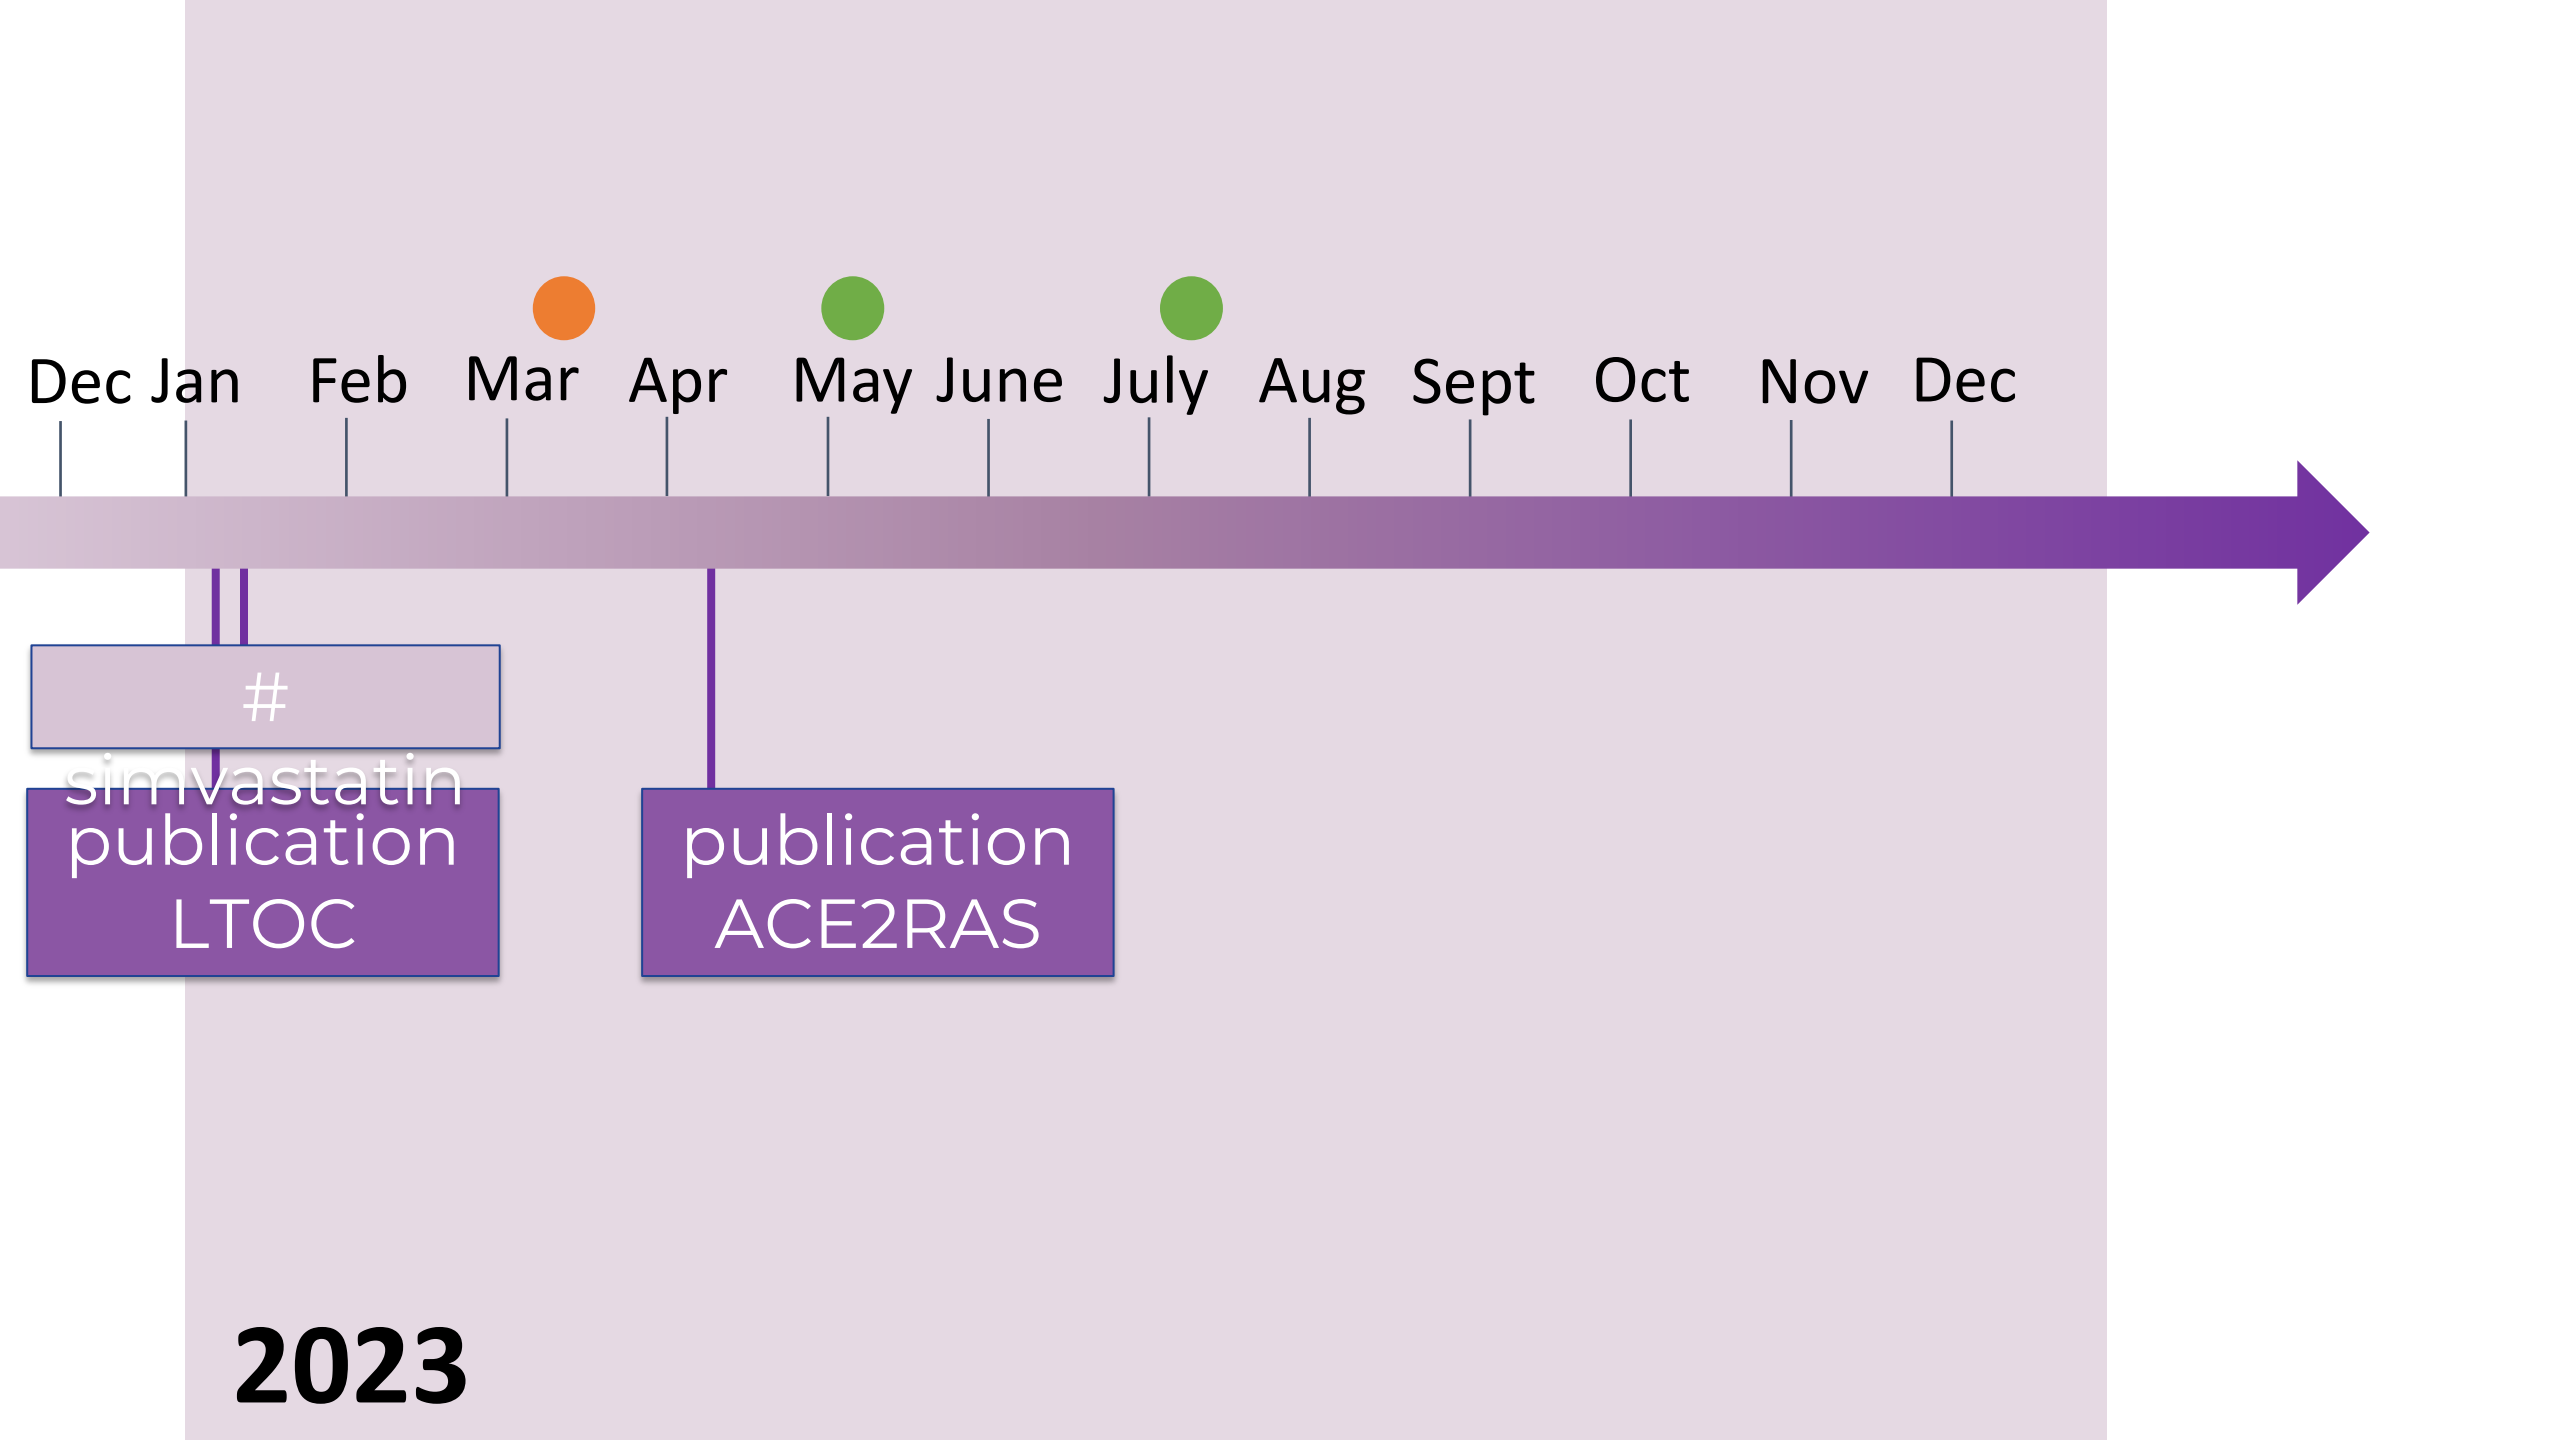 Dec Jan Feb Mar Apr May June July Aug Sept Oct Nov Dec
#
simvastatin
publication
LTOC
publication
ACE2RAS
2023